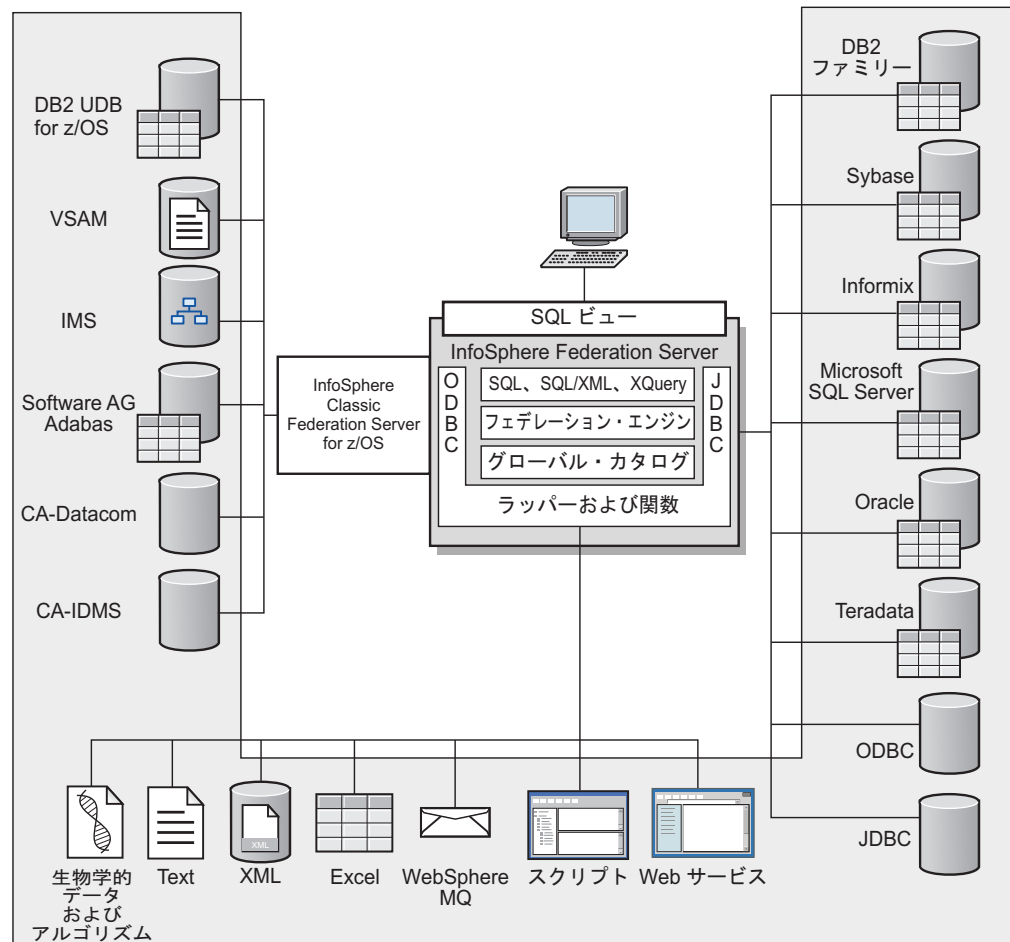 DB2 UDB
for z/OS
VSAM
IMS
Software AG
Adabas
CA-Datacom
CA-IDMS
InfoSphere
Classic
Federation Server
for z/OS
SQL ビュー
InfoSphere Federation Server
ODBC
SQL、SQL/XML、XQuery
フェデレーション・エンジン
グローバル・カタログ
JDBC
ラッパーおよび関数
DB2
ファミリー
Sybase
Informix
Microsoft
SQL Server
Oracle
Teradata
ODBC
JDBC
生物学的
データ
および
アルゴリズム
Text
XML
XML
Excel
WebSphere
MQ
スクリプト
Web サービス